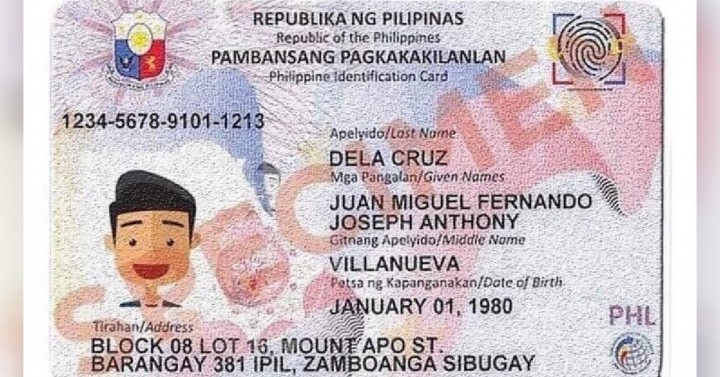 REPUBLIKA NG PILIPINAS
Republic of the Philippines
PAMBANSANG PAGKAKAKILANLAN
Philippine Identification Card
1234-5678-9101-1213
Apelyido/Last Name
DELA CRUZ
Mga Pangalan/Given Names
JUAN MIGUEL FERNANDO
JOSEPH ANTHONY
Gitnang Apelyido/Middle Name
VILLANUEVA
Petsa ng Kapanganakan/Date of Birth
JANUARY 01, 1980
PHL
Tirahan/Address
BLOCK 08 LOT 16, MOUNT APO ST.
BARANGAY 381 IPIL, ZAMBOANGA SIBUGAY
SPECIMEN